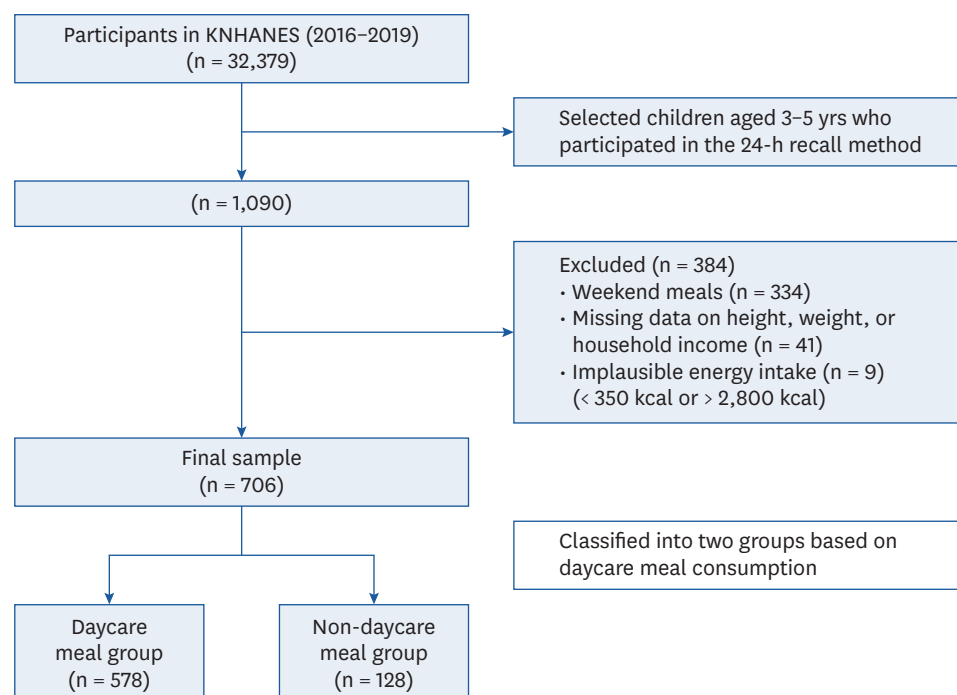 Participants in KNHANES (2016–2019)
(n = 32,379)
Selected children aged 3–5 yrs who
participated in the 24-h recall method
(n = 1,090)
Excluded (n = 384)
• Weekend meals (n = 334)
• Missing data on height, weight, or
household income (n = 41)
• Implausible energy intake (n = 9)
(< 350 kcal or > 2,800 kcal)
Final sample
(n = 706)
Classified into two groups based on
daycare meal consumption
Daycare
meal group
(n = 578)
Non-daycare
meal group
(n = 128)